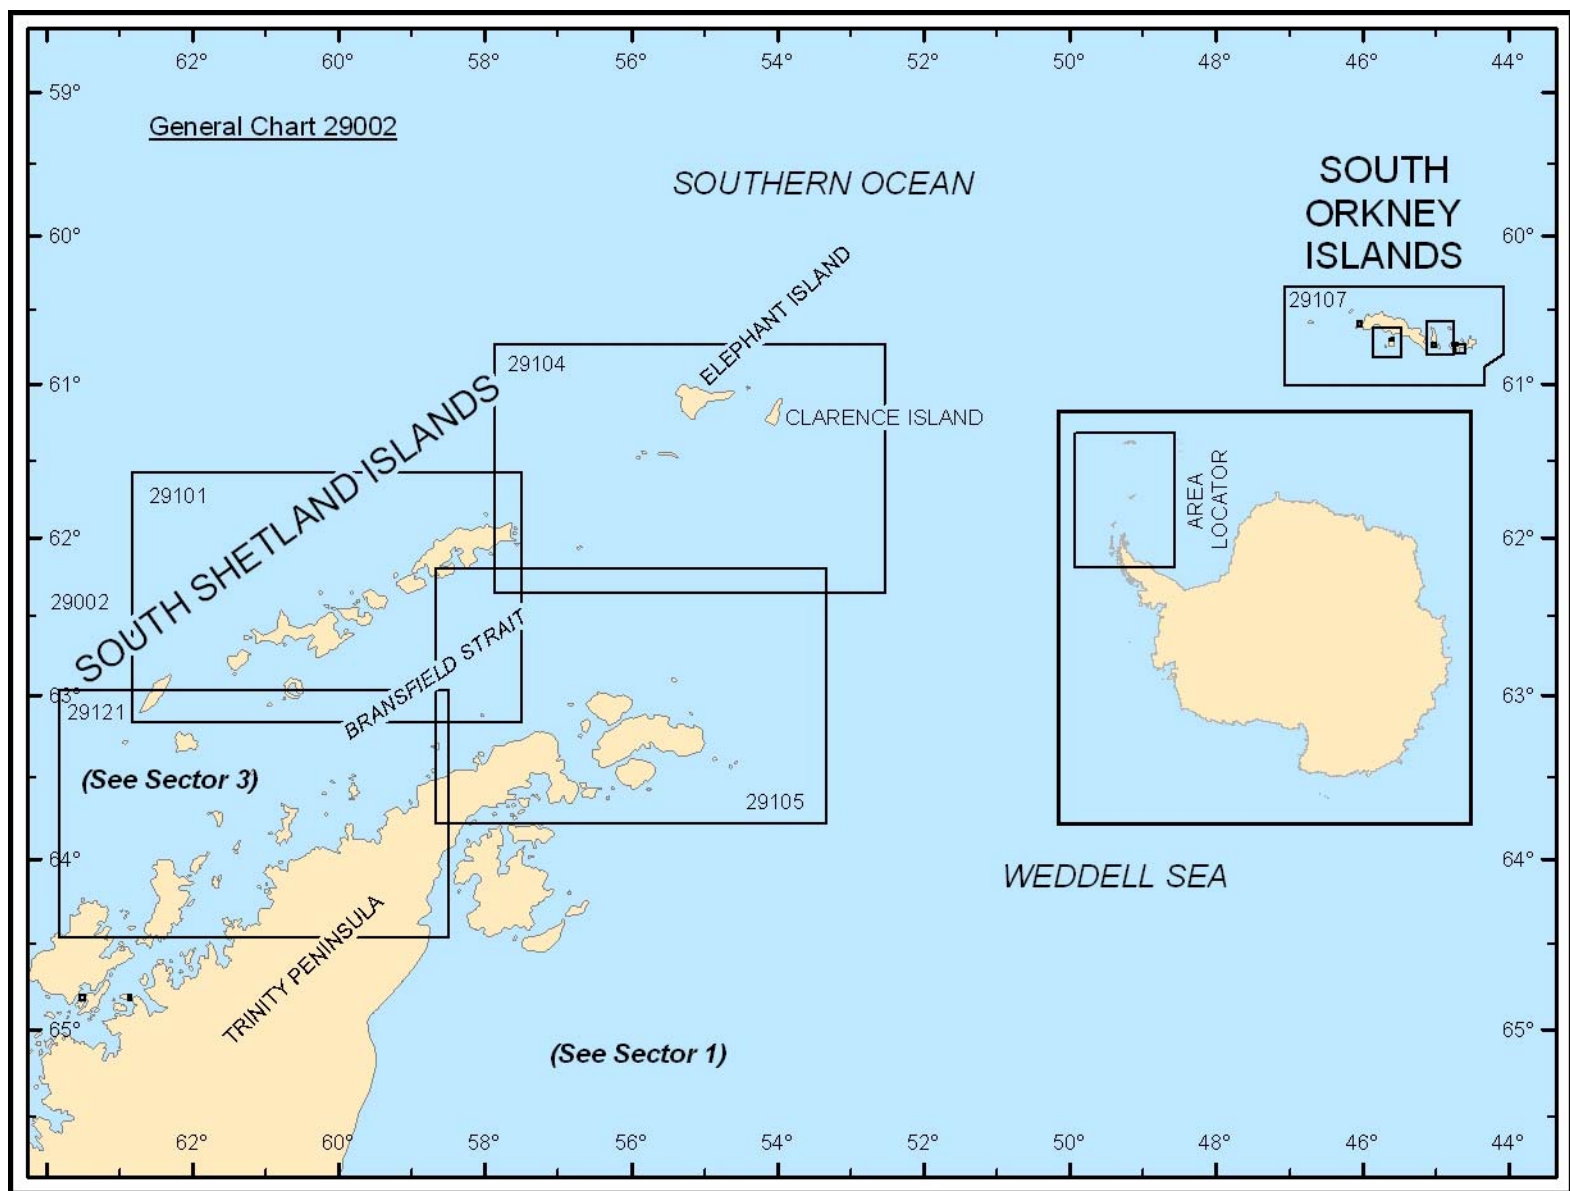 62° 60° 58° 56° 54° 52° 50° 48° 46° 44°
59°
General Chart 29002
SOUTHERN OCEAN
SOUTH
ORKNEY
ISLANDS
60° 60°
29107
ELEPHANT ISLAND
29104
61° 61°
CLARENCE ISLAND
SOUTH SHETLAND ISLANDS
29101
AREA
LOCATOR
62° 62°
29002
BRANSFIELD STRAIT
63° 63°
29121
(See Sector 3)
29105
64° 64°
WEDDELL SEA
TRINITY PENINSULA
65° 65°
(See Sector 1)
62° 60° 58° 56° 54° 52° 50° 48° 46° 44°